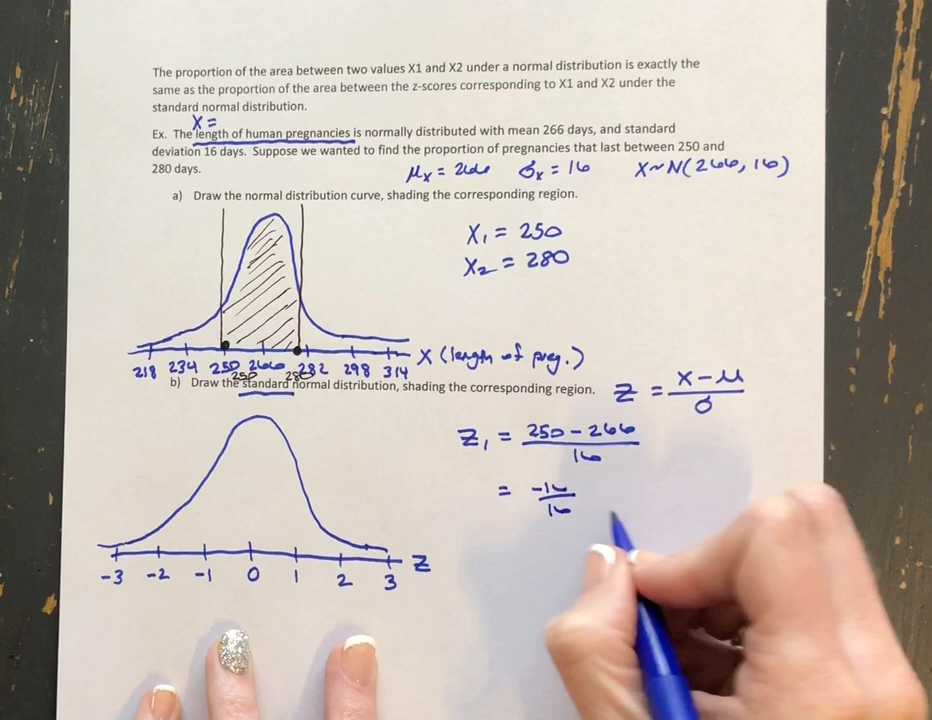 The proportion of the area between two values X1 and X2 under a normal distribution is exactly the
same as the proportion of the area between the z-scores corresponding to X1 and X2 under the
standard normal distribution.
X =
Ex. The length of human pregnancies is normally distributed with mean 266 days, and standard
deviation 16 days. Suppose we wanted to find the proportion of pregnancies that last between 250 and
280 days.
μx = 266 σx = 16 X~N(266, 16)
a) Draw the normal distribution curve, shading the corresponding region.
X₁ = 250
X₂ = 280
X (length of preg.)
218 234 250 266 282 298 314
250 280
b) Draw the standard normal distribution, shading the corresponding region.
Z = X-μ/σ
Z₁ = 250-266/16
= -16/16
-3 -2 -1 0 1 2 3 Z